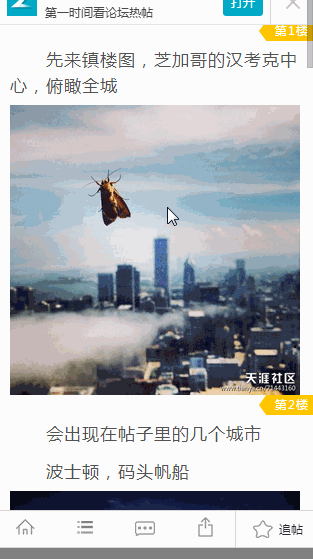 第一时间看论坛热帖
打开
第1楼
先来镇楼图，芝加哥的汉考克中
心，俯瞰全城
天涯社区
第2楼
会出现在帖子里的几个城市
波士顿，码头帆船
追帖